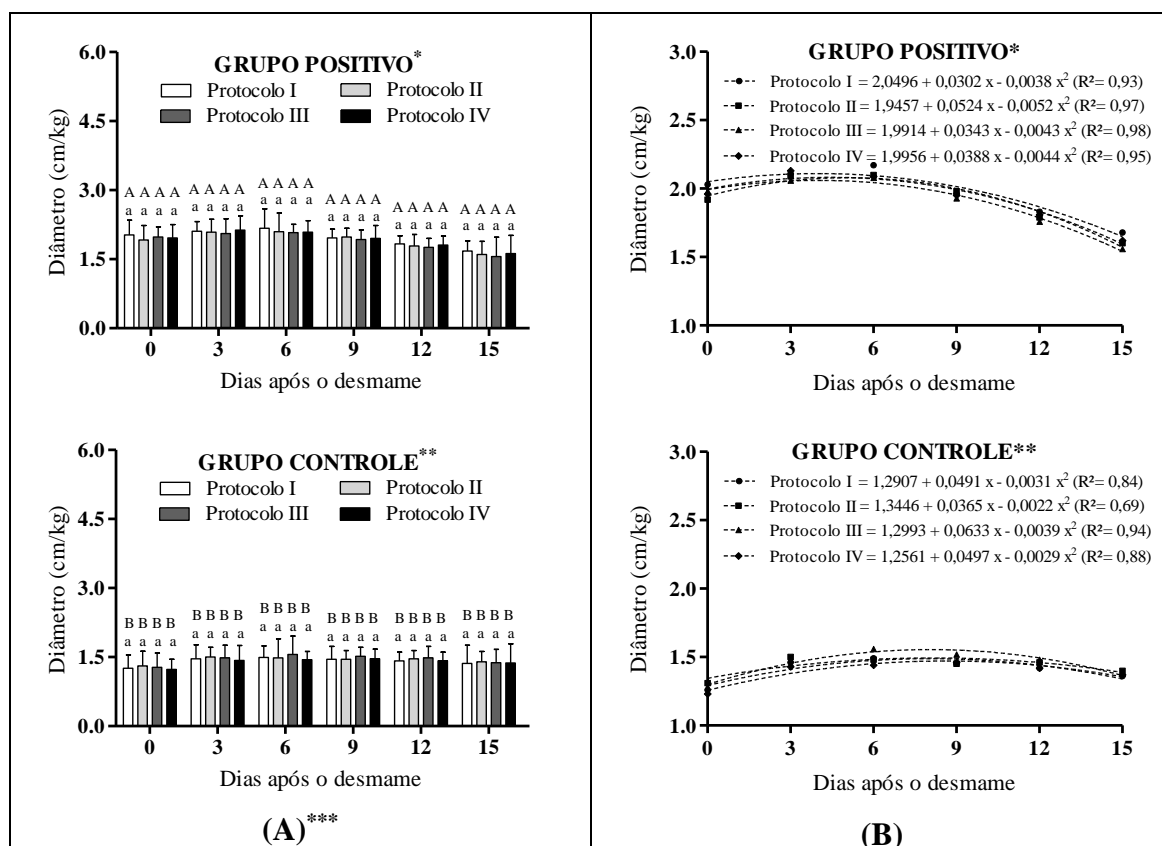 6.0
4.5
3.0
1.5
0.0
Diâmetro (cm/kg)
GRUPO POSITIVO*
Protocolo I
Protocolo II
Protocolo III
Protocolo IV
A A A A
a a a a
A A A A
a a a a
A A A A
a a a a
A A A A
a a a a
A A A A
a a a a
A A A A
a a a a
0 3 6 9 12 15
Dias após o desmame
6.0
4.5
3.0
1.5
0.0
Diâmetro (cm/kg)
GRUPO CONTROLE**
Protocolo I
Protocolo II
Protocolo III
Protocolo IV
B B B B
a a a a
B B B B
a a a a
B B B B
a a a a
B B B B
a a a a
B B B B
a a a a
B B B B
a a a a
0 3 6 9 12 15
Dias após o desmame
(A)***
3.0
2.5
2.0
1.5
1.0
Diâmetro (cm/kg)
GRUPO POSITIVO*
Protocolo I = 2,0496 + 0,0302 x - 0,0038 x² (R²= 0,93)
Protocolo II = 1,9457 + 0,0524 x - 0,0052 x² (R²= 0,97)
Protocolo III = 1,9914 + 0,0343 x - 0,0043 x² (R²= 0,98)
Protocolo IV = 1,9956 + 0,0388 x - 0,0044 x² (R²= 0,95)
0 3 6 9 12 15
Dias após o desmame
3.0
2.5
2.0
1.5
1.0
Diâmetro (cm/kg)
GRUPO CONTROLE**
Protocolo I = 1,2907 + 0,0491 x - 0,0031 x² (R²= 0,84)
Protocolo II = 1,3446 + 0,0365 x - 0,0022 x² (R²= 0,69)
Protocolo III = 1,2993 + 0,0633 x - 0,0039 x² (R²= 0,94)
Protocolo IV = 1,2561 + 0,0497 x - 0,0029 x² (R²= 0,88)
0 3 6 9 12 15
Dias após o desmame
(B)